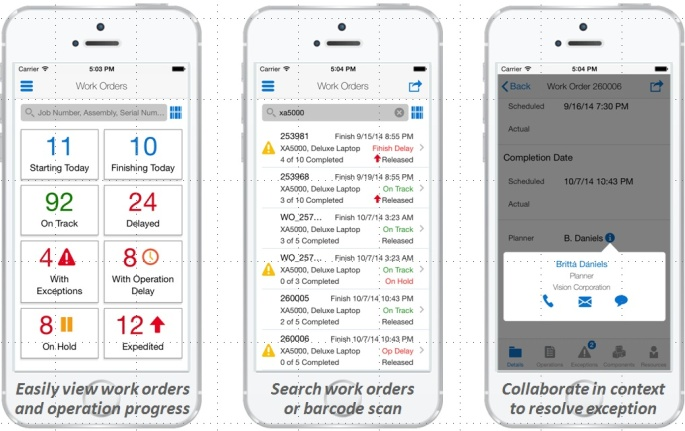 Carrier 5:03 PM
Work Orders
Job Number, Assembly, Serial Num...
11 10
Starting Today Finishing Today
92 24
On Track Delayed
4 8
With Exceptions With Operation Delay
8 12
On Hold Expedited
Easily view work orders
and operation progress
Carrier 5:04 PM
Work Orders
xa5000
253981 Finish 9/15/14 8:55 PM
XA5000, Deluxe Laptop Finish Delay
4 of 10 Completed Released
253968 Finish 9/19/14 8:55 PM
XA5000, Deluxe Laptop On Track
3 of 10 Completed Released
WO_257... Finish 10/7/14 3:23 AM
XA5000, Deluxe Laptop On Track
3 of 5 Completed Released
WO_257... Finish 10/7/14 3:23 AM
XA5000, Deluxe Laptop On Track
0 of 3 Completed On Hold
260005 Finish 10/7/14 10:43 PM
XA5000, Deluxe Laptop On Track
2 of 5 Completed Released
260006 Finish 10/7/14 10:43 PM
XA5000, Deluxe Laptop Op Delay
0 of 5 Completed Released
Search work orders
or barcode scan
Carrier 5:04 PM
Back Work Order 260006
Scheduled 9/16/14 7:30 PM
Actual
Completion Date
Scheduled 10/7/14 10:43 PM
Actual
Planner B. Daniels
Britta Daniels
Planner
Vision Corporation
2
Details Operations Exceptions Components Resources
Collaborate in context
to resolve exception